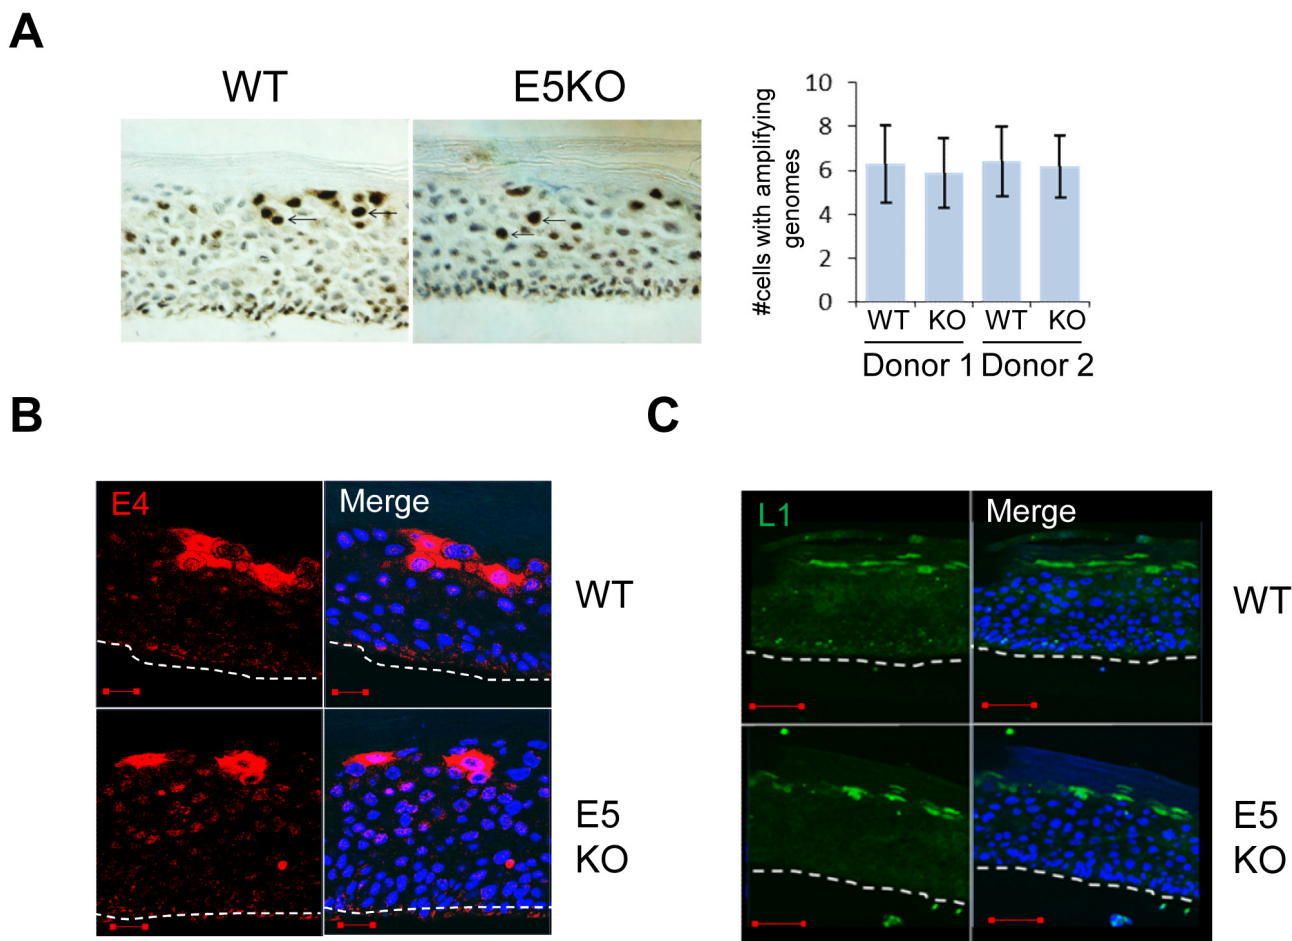 A
WT
E5KO
#cells with amplifying
genomes
10
8
6
4
2
0
WT KO WT KO
Donor 1 Donor 2
B
C
E4
Merge
WT
E5
KO
L1
Merge
WT
E5
KO